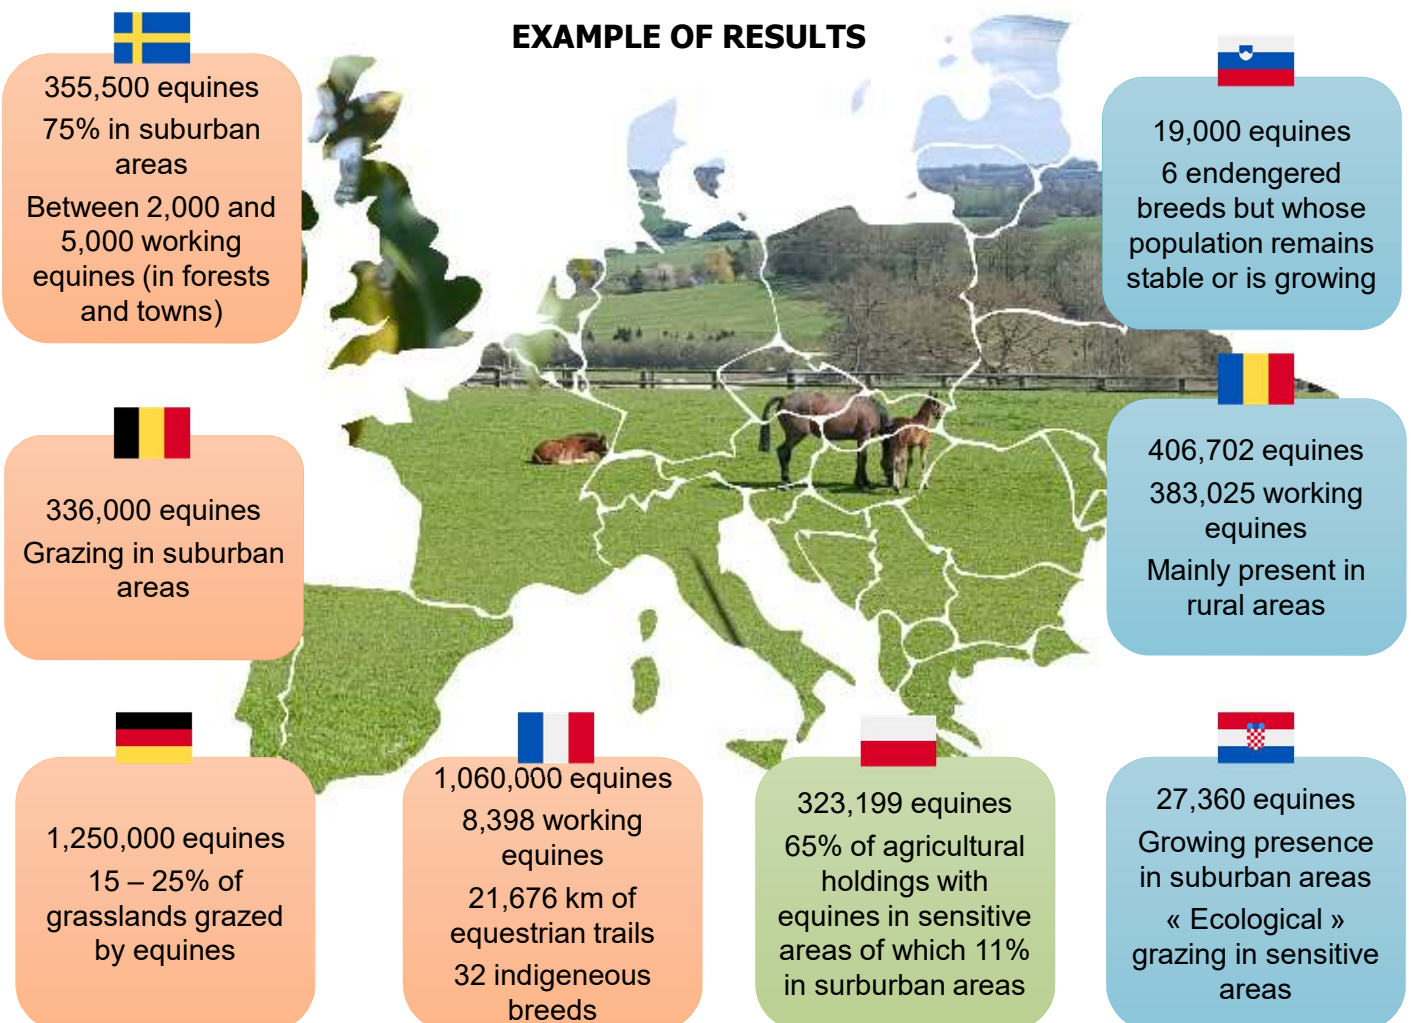 EXAMPLE OF RESULTS
355,500 equines
75% in suburban
areas
Between 2,000 and
5,000 working
equines (in forests
and towns)
19,000 equines
6 endengered
breeds but whose
population remains
stable or is growing
336,000 equines
Grazing in suburban
areas
406,702 equines
383,025 working
equines
Mainly present in
rural areas
1,250,000 equines
15 – 25% of
grasslands grazed
by equines
1,060,000 equines
8,398 working
equines
21,676 km of
equestrian trails
32 indigeneous
breeds
323,199 equines
65% of agricultural
holdings with
equines in sensitive
areas of which 11%
in surburban areas
27,360 equines
Growing presence
in suburban areas
« Ecological »
grazing in sensitive
areas